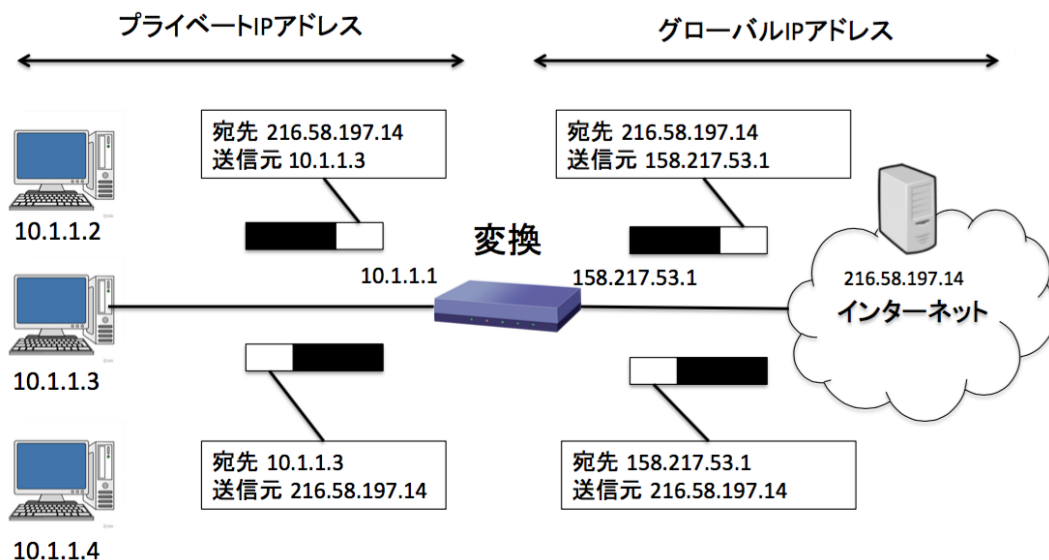 プライベートIPアドレス
グローバルIPアドレス
宛先 216.58.197.14
送信元 10.1.1.3
宛先 216.58.197.14
送信元 158.217.53.1
10.1.1.2
変換
10.1.1.1
158.217.53.1
216.58.197.14
インターネット
10.1.1.3
宛先 10.1.1.3
送信元 216.58.197.14
宛先 158.217.53.1
送信元 216.58.197.14
10.1.1.4